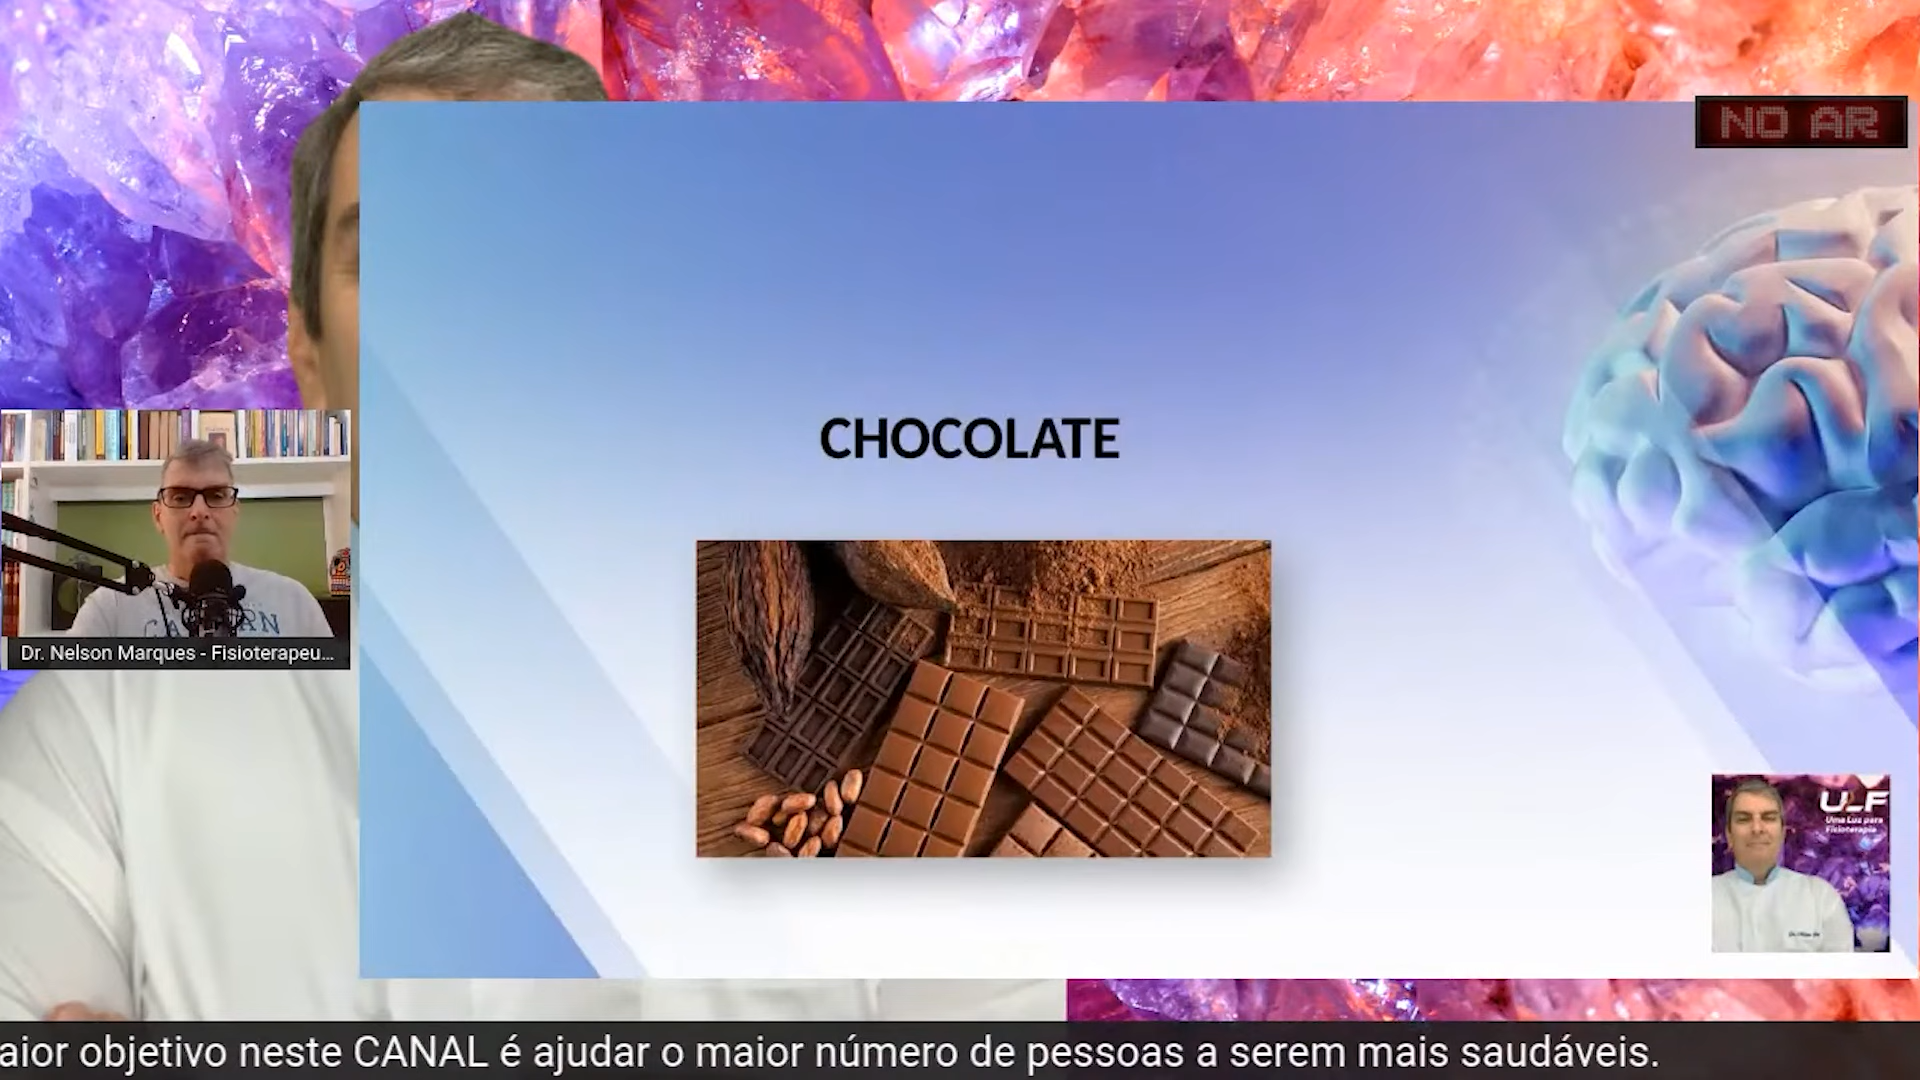 NO AR
CHOCOLATE
Dr. Nelson Marques - Fisioterapeu...
ULF
Uma Luz para
Fisioterapia
aior objetivo neste CANAL é ajudar o maior número de pessoas a serem mais saudáveis.